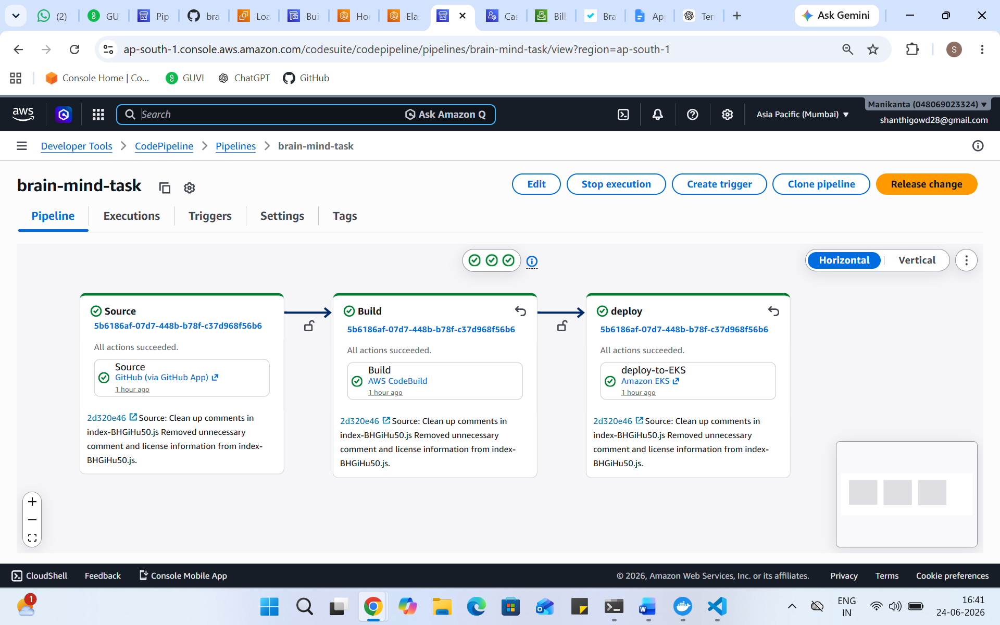 (2)
GU
Pip
bra
Loa
Bui
Ho
Ela
Ca
Bill
Bra
Ap
Ter
Ask Gemini
ap-south-1.console.aws.amazon.com/codesuite/codepipeline/pipelines/brain-mind-task/view?region=ap-south-1
S
Console Home | Co...
GUVI
ChatGPT
GitHub
aws
Search
Ask Amazon Q
Asia Pacific (Mumbai)
Manikanta (048069023324)
shanthigowd28@gmail.com
Developer Tools
CodePipeline
Pipelines
brain-mind-task
brain-mind-task
Edit
Stop execution
Create trigger
Clone pipeline
Release change
Pipeline
Executions
Triggers
Settings
Tags
Horizontal
Vertical
Source
5b6186af-07d7-448b-b78f-c37d968f56b6
All actions succeeded.
Source
GitHub (via GitHub App)
1 hour ago
2d320e46 Source: Clean up comments in
index-BHGiHu50.js Removed unnecessary
comment and license information from index-
BHGiHu50.js.
Build
5b6186af-07d7-448b-b78f-c37d968f56b6
All actions succeeded.
Build
AWS CodeBuild
1 hour ago
2d320e46 Source: Clean up comments in
index-BHGiHu50.js Removed unnecessary
comment and license information from index-
BHGiHu50.js.
deploy
5b6186af-07d7-448b-b78f-c37d968f56b6
All actions succeeded.
deploy-to-EKS
Amazon EKS
1 hour ago
2d320e46 Source: Clean up comments in
index-BHGiHu50.js Removed unnecessary
comment and license information from index-
BHGiHu50.js.
CloudShell
Feedback
Console Mobile App
© 2026, Amazon Web Services, Inc. or its affiliates.
Privacy
Terms
Cookie preferences
1
ENG
IN
16:41
24-06-2026